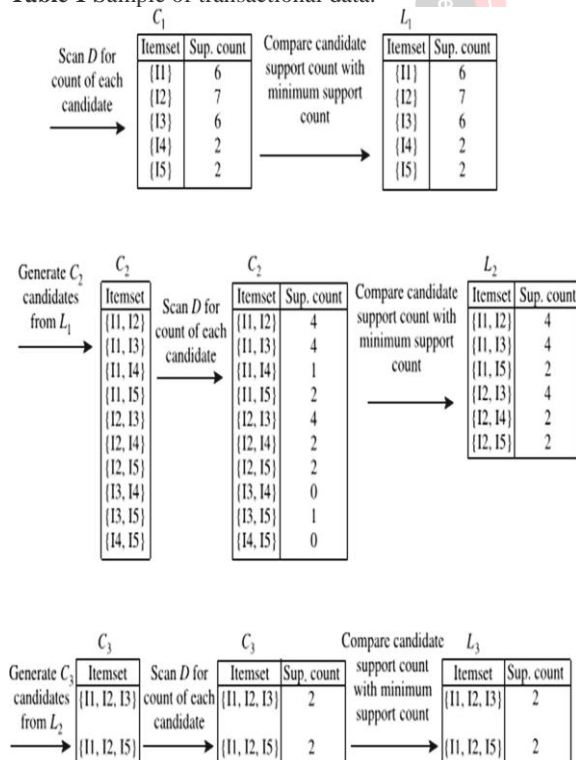 Table 1 Sample of transactional data.
Scan D for
count of each
candidate
C1
Itemset Sup. count
{I1} 6
{I2} 7
{I3} 6
{I4} 2
{I5} 2
Compare candidate
support count with
minimum support
count
L1
Itemset Sup. count
{I1} 6
{I2} 7
{I3} 6
{I4} 2
{I5} 2
Generate C2
candidates
from L1
C2
Itemset
{I1, I2}
{I1, I3}
{I1, I4}
{I1, I5}
{I2, I3}
{I2, I4}
{I2, I5}
{I3, I4}
{I3, I5}
{I4, I5}
Scan D for
count of each
candidate
C2
Itemset Sup. count
{I1, I2} 4
{I1, I3} 4
{I1, I4} 1
{I1, I5} 2
{I2, I3} 4
{I2, I4} 2
{I2, I5} 2
{I3, I4} 0
{I3, I5} 1
{I4, I5} 0
Compare candidate
support count with
minimum support
count
L2
Itemset Sup. count
{I1, I2} 4
{I1, I3} 4
{I1, I5} 2
{I2, I3} 4
{I2, I4} 2
{I2, I5} 2
Generate C3
candidates
from L2
C3
Itemset
{I1, I2, I3}
{I1, I2, I5}
Scan D for
count of each
candidate
C3
Itemset Sup. count
{I1, I2, I3} 2
{I1, I2, I5} 2
Compare candidate
support count
with minimum
support count
L3
Itemset Sup. count
{I1, I2, I3} 2
{I1, I2, I5} 2